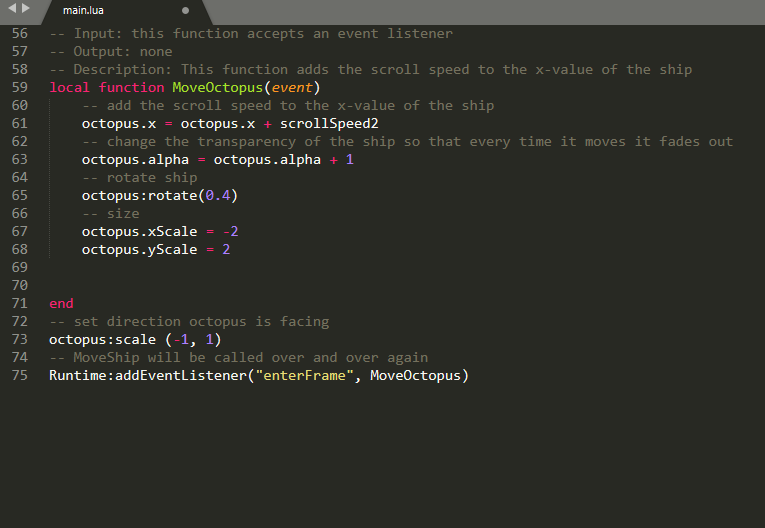 main.lua
56 -- Input: this function accepts an event listener
57 -- Output: none
58 -- Description: This function adds the scroll speed to the x-value of the ship
59 local function MoveOctopus(event)
60     -- add the scroll speed to the x-value of the ship
61     octopus.x = octopus.x + scrollSpeed2
62     -- change the transparency of the ship so that every time it moves it fades out
63     octopus.alpha = octopus.alpha + 1
64     -- rotate ship
65     octopus:rotate(0.4)
66     -- size
67     octopus.xScale = -2
68     octopus.yScale = 2
69
70
71 end
72 -- set direction octopus is facing
73 octopus:scale (-1, 1)
74 -- MoveShip will be called over and over again
75 Runtime:addEventListener("enterFrame", MoveOctopus)